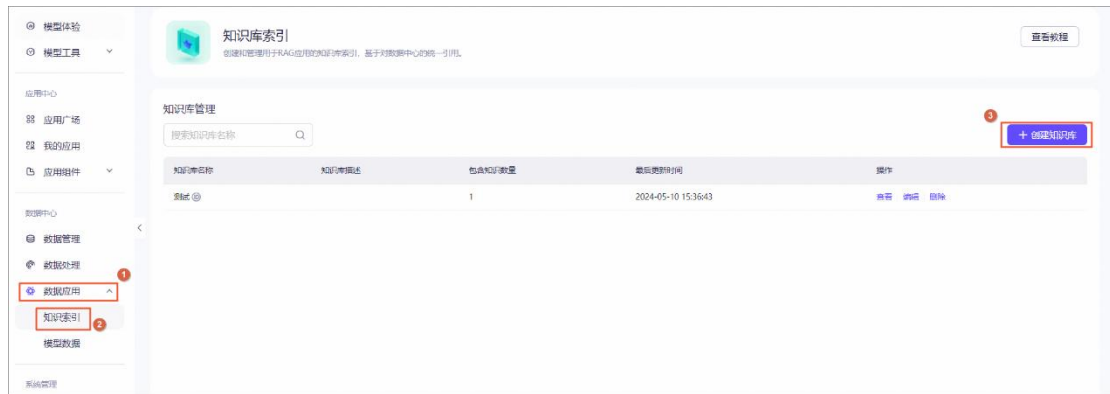 模型体验
模型工具
应用中心
应用广场
我的应用
应用组件
数据中心
数据管理
数据处理
1
数据应用
知识索引
2
模型数据
系统管理
知识库索引
创建和管理用于RAG应用的知识库索引，基于对数据中心的统一引用。
查看教程
知识库管理
搜索知识库名称
3
+ 创建知识库
知识库名称 知识库描述 包含知识数量 最后更新时间 操作
测试 1 2024-05-10 15:36:43 查看 编辑 删除